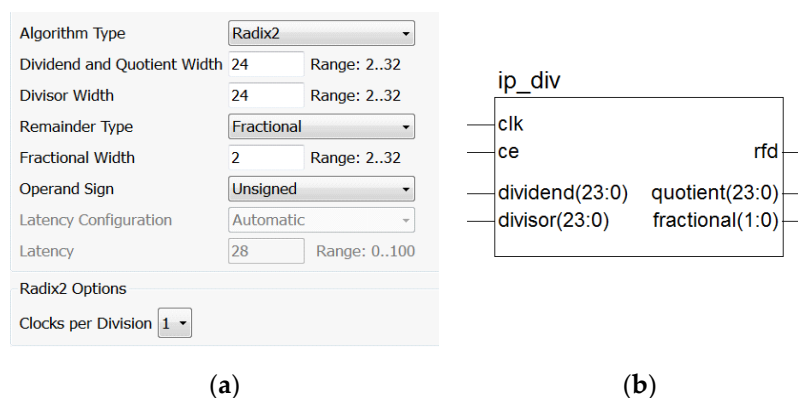 Algorithm Type Radix2
Dividend and Quotient Width 24 Range: 2..32
Divisor Width 24 Range: 2..32
Remainder Type Fractional
Fractional Width 2 Range: 2..32
Operand Sign Unsigned
Latency Configuration Automatic
Latency 28 Range: 0..100
Radix2 Options
Clocks per Division 1
(a)
ip_div
clk
ce rfd
dividend(23:0) quotient(23:0)
divisor(23:0) fractional(1:0)
(b)